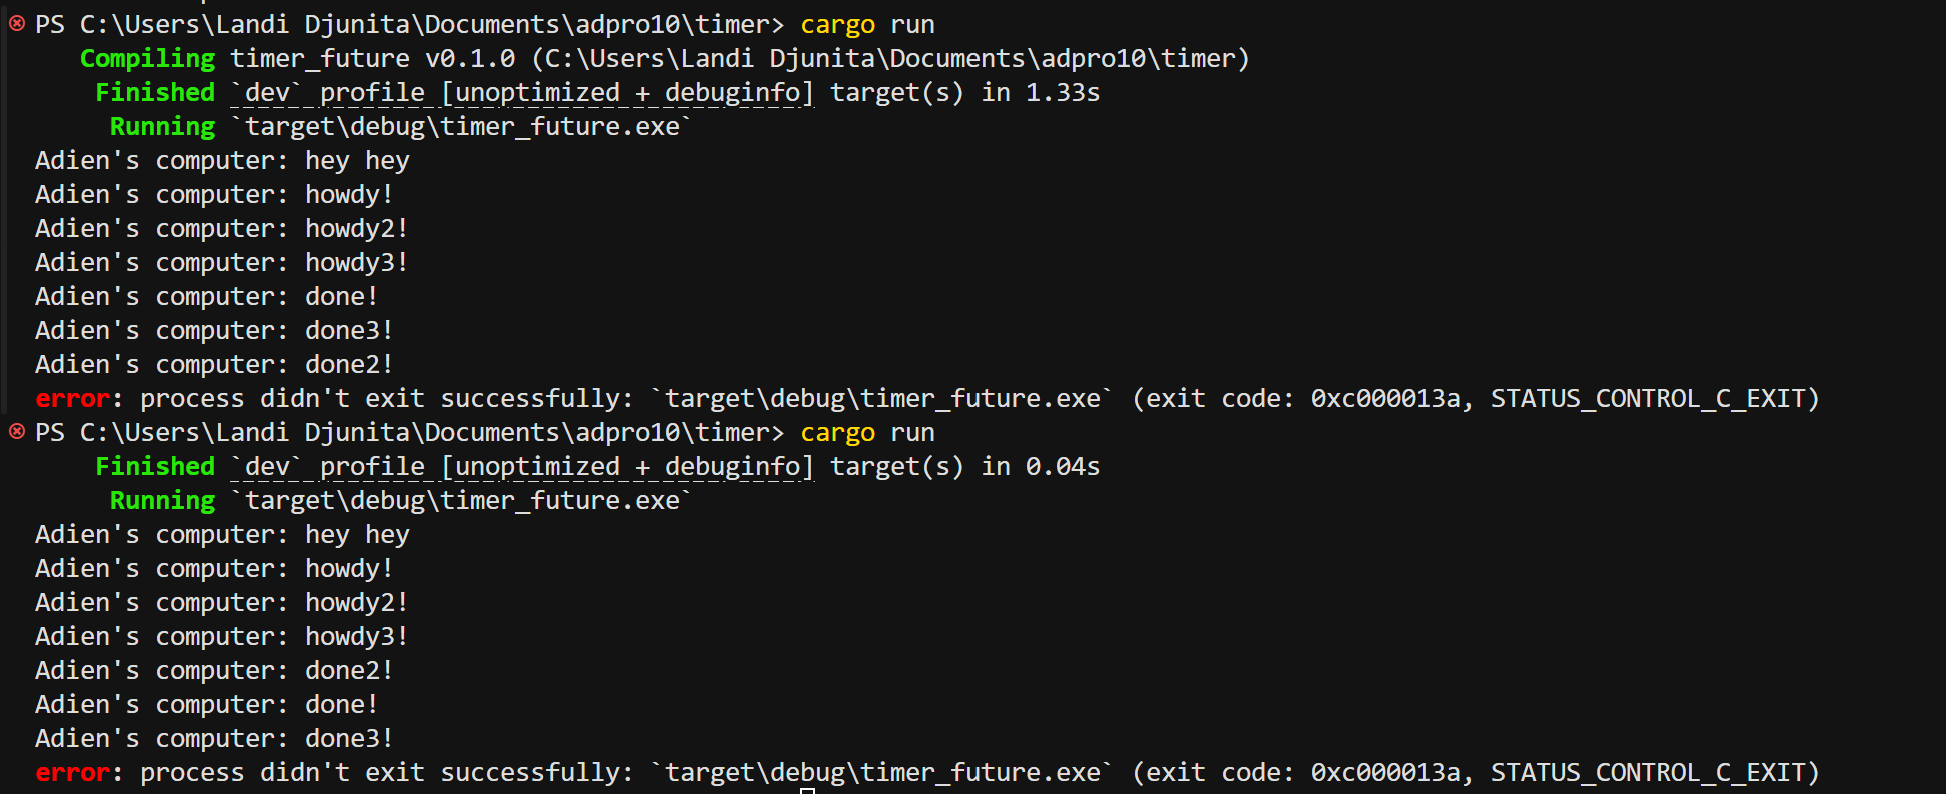 PS C:\Users\Landi Djunita\Documents\adpro10\timer> cargo run
Compiling timer_future v0.1.0 (C:\Users\Landi Djunita\Documents\adpro10\timer)
Finished `dev` profile [unoptimized + debuginfo] target(s) in 1.33s
Running `target\debug\timer_future.exe`
Adien's computer: hey hey
Adien's computer: howdy!
Adien's computer: howdy2!
Adien's computer: howdy3!
Adien's computer: done!
Adien's computer: done3!
Adien's computer: done2!
error: process didn't exit successfully: `target\debug\timer_future.exe` (exit code: 0xc000013a, STATUS_CONTROL_C_EXIT)
PS C:\Users\Landi Djunita\Documents\adpro10\timer> cargo run
Finished `dev` profile [unoptimized + debuginfo] target(s) in 0.04s
Running `target\debug\timer_future.exe`
Adien's computer: hey hey
Adien's computer: howdy!
Adien's computer: howdy2!
Adien's computer: howdy3!
Adien's computer: done2!
Adien's computer: done!
Adien's computer: done3!
error: process didn't exit successfully: `target\debug\timer_future.exe` (exit code: 0xc000013a, STATUS_CONTROL_C_EXIT)